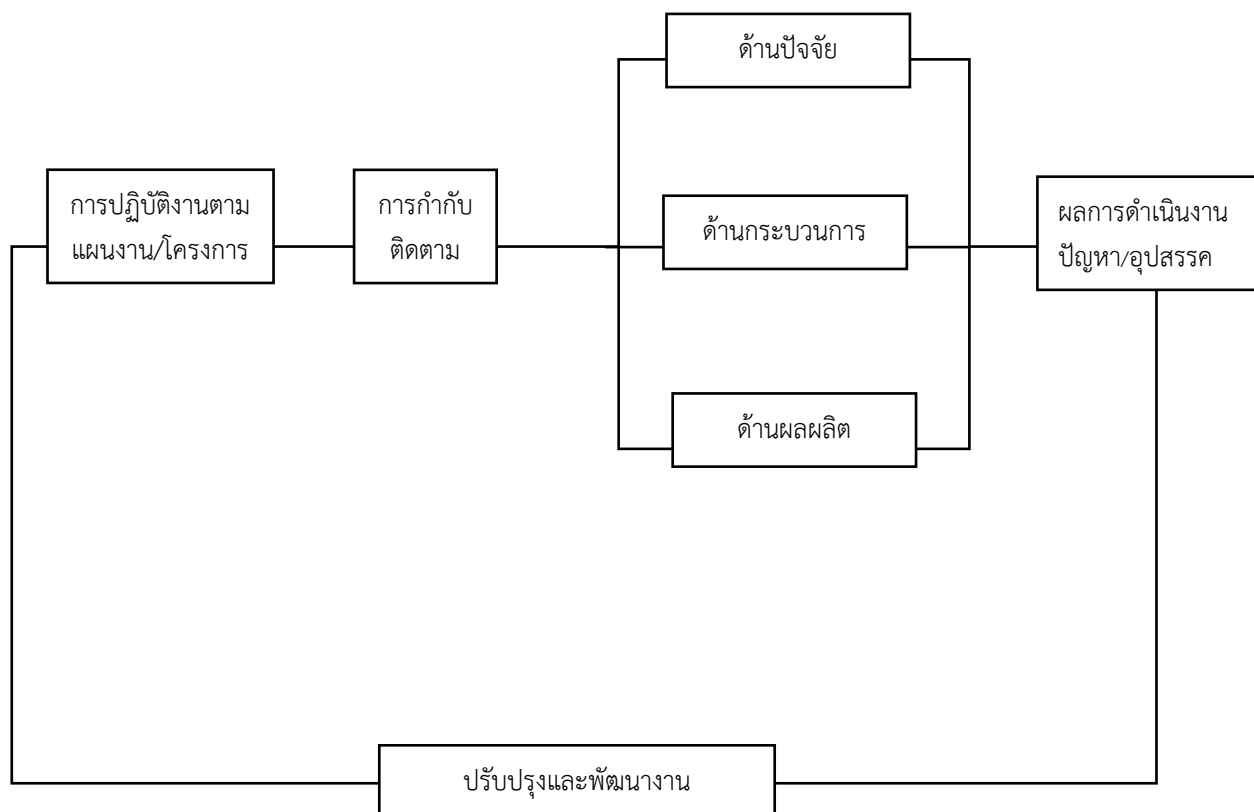 ด้านปัจจัย
การปฏิบัติงานตาม
แผนงาน/โครงการ
การกำกับ
ติดตาม
ด้านกระบวนการ
ผลการดำเนินงาน
ปัญหา/อุปสรรค
ด้านผลผลิต
ปรับปรุงและพัฒนางาน